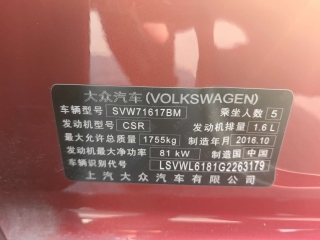 大众汽车(VOLKSWAGEN)
车辆型号 SVW71617BM 乘坐人数 5
发动机型号 CSR 发动机排量 1.6 L
最大允许总质量 1755kg 制造年月 2016.10
发动机最大净功率 81 kW 制造国 中国
车辆识别代号 LSVWL6181G2263179
上汽大众汽车有限公司